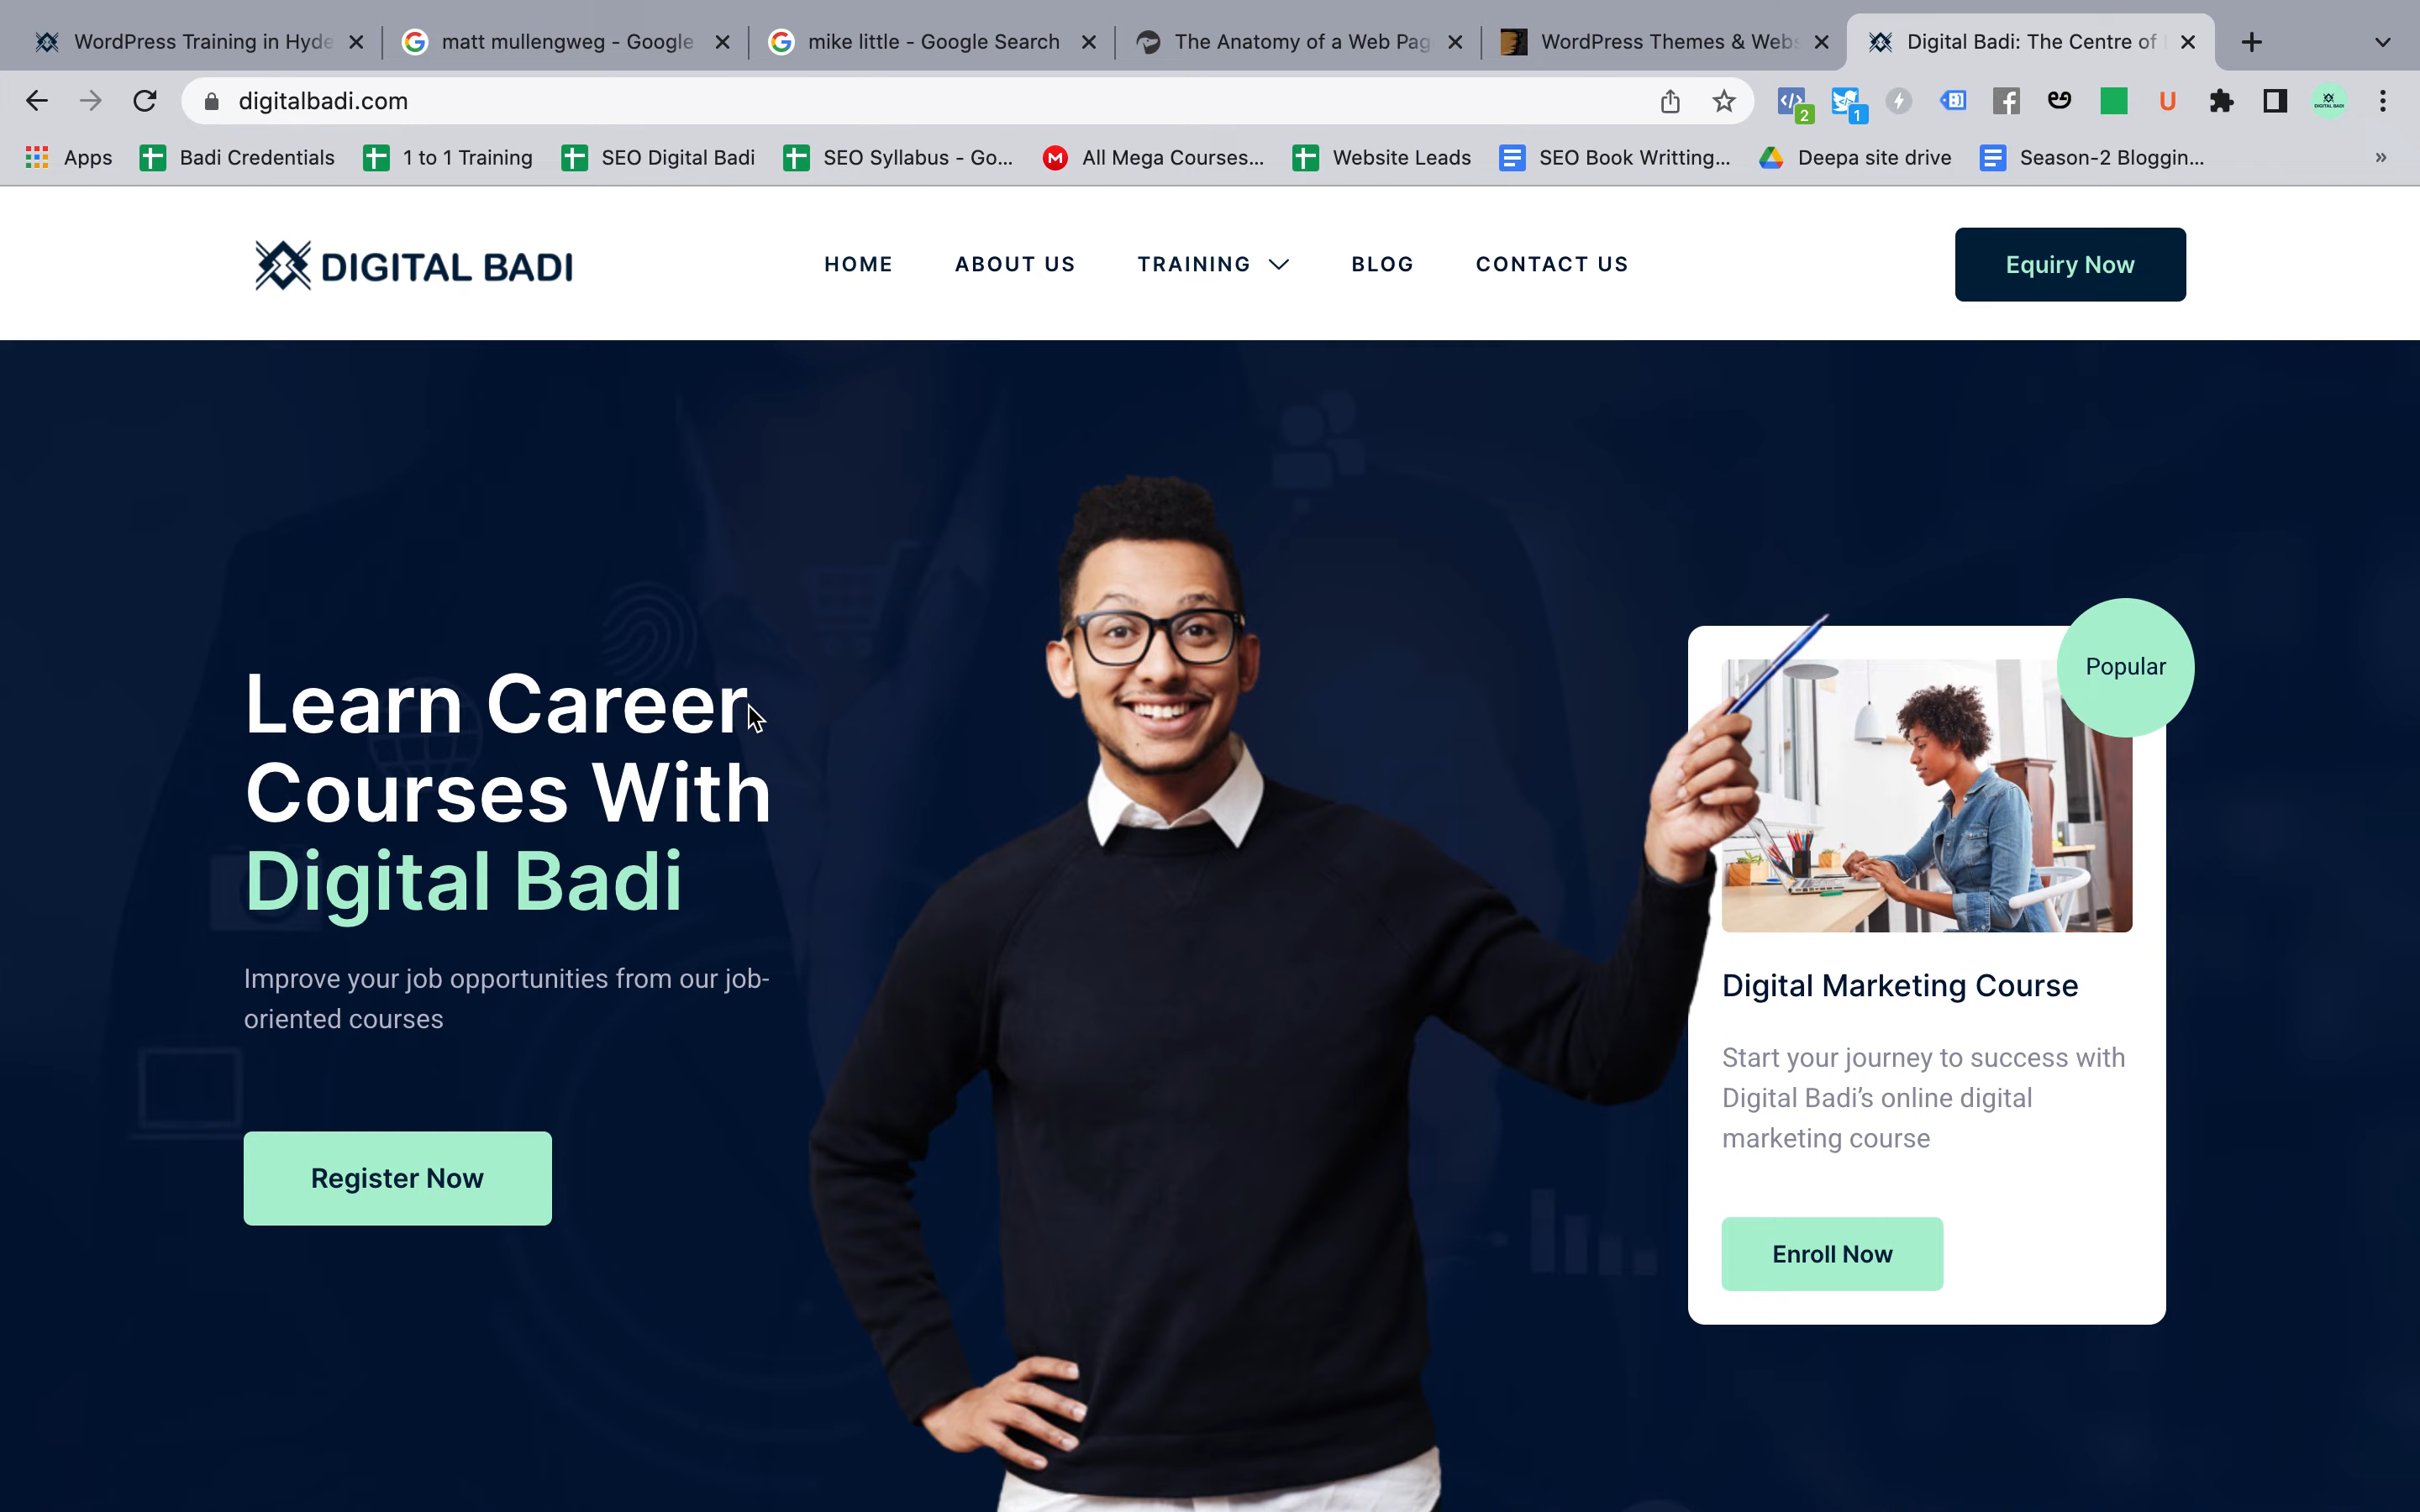 WordPress Training in Hyde
matt mullengweg - Google
mike little - Google Search
The Anatomy of a Web Pag
WordPress Themes & Webs
Digital Badi: The Centre of
digitalbadi.com
2
1
U
Apps
Badi Credentials
1 to 1 Training
SEO Digital Badi
SEO Syllabus - Go...
All Mega Courses...
Website Leads
SEO Book Writting...
Deepa site drive
Season-2 Bloggin...
»
DIGITAL BADI
HOME
ABOUT US
TRAINING
BLOG
CONTACT US
Equiry Now
Learn Career
Courses With
Digital Badi
Improve your job opportunities from our job-
oriented courses
Register Now
Popular
Digital Marketing Course
Start your journey to success with
Digital Badi’s online digital
marketing course
Enroll Now